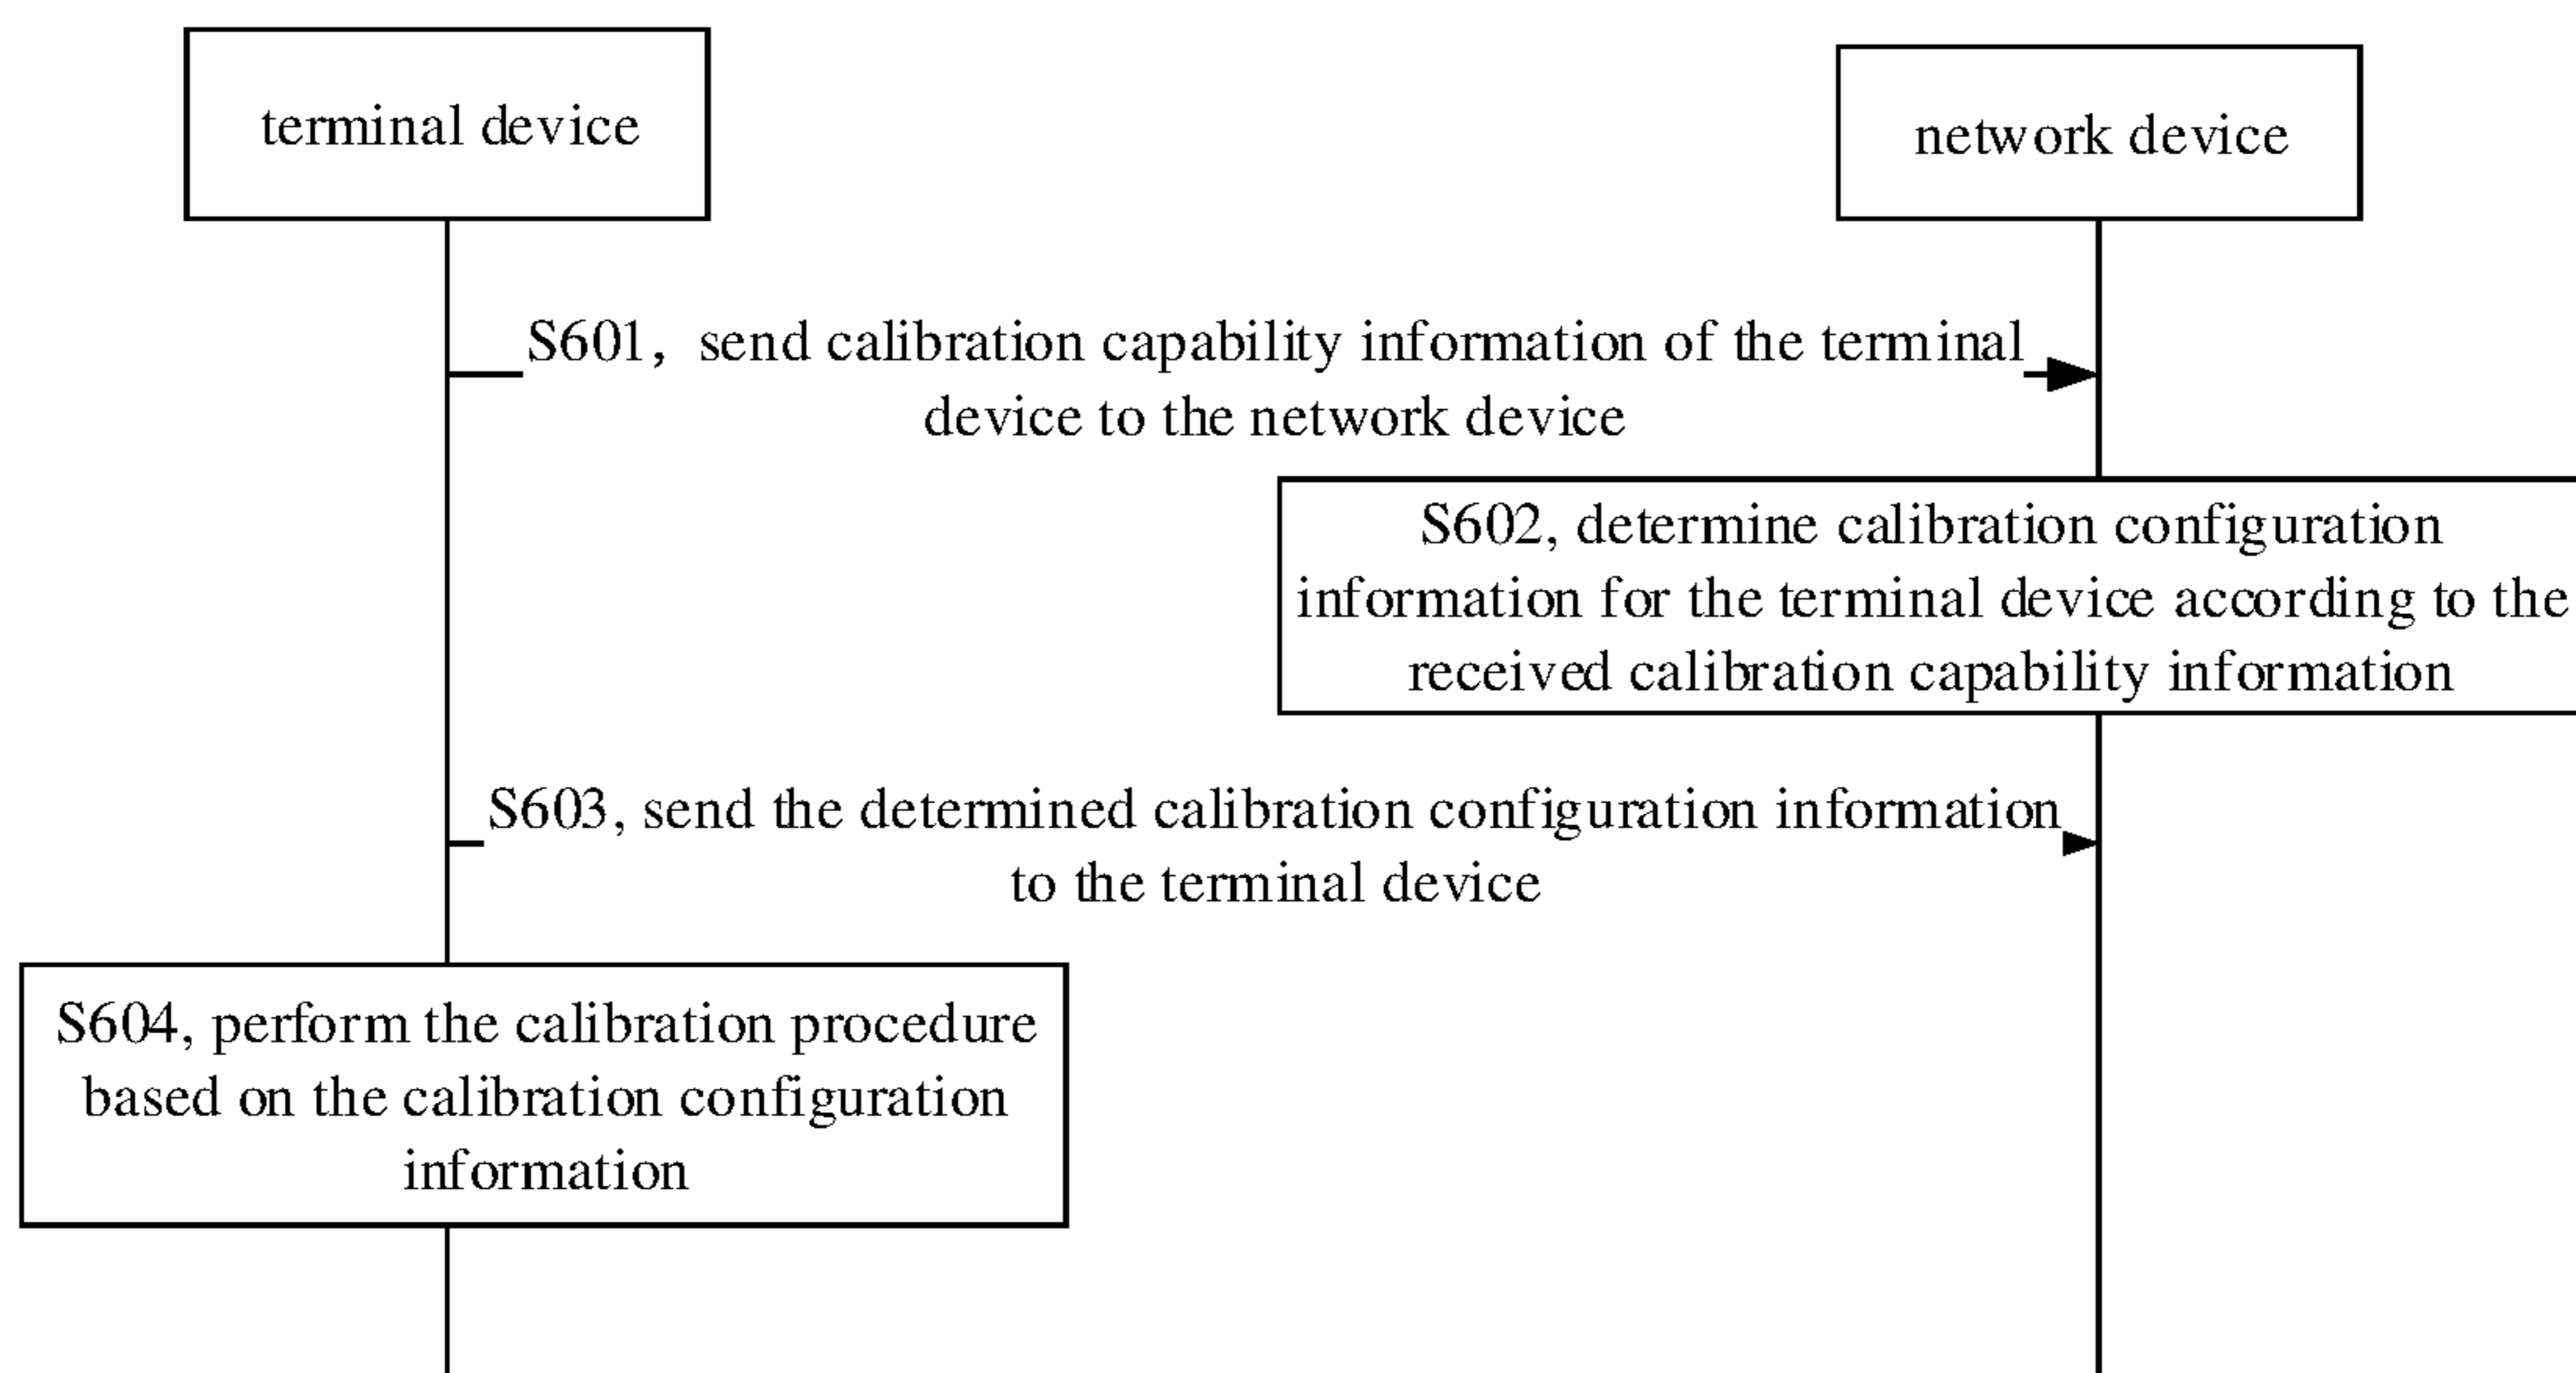 terminal device
network device
S601, send calibration capability information of the terminal
device to the network device
S602, determine calibration configuration
information for the terminal device according to the
received calibration capability information
S603, send the determined calibration configuration information
to the terminal device
S604, perform the calibration procedure
based on the calibration configuration
information